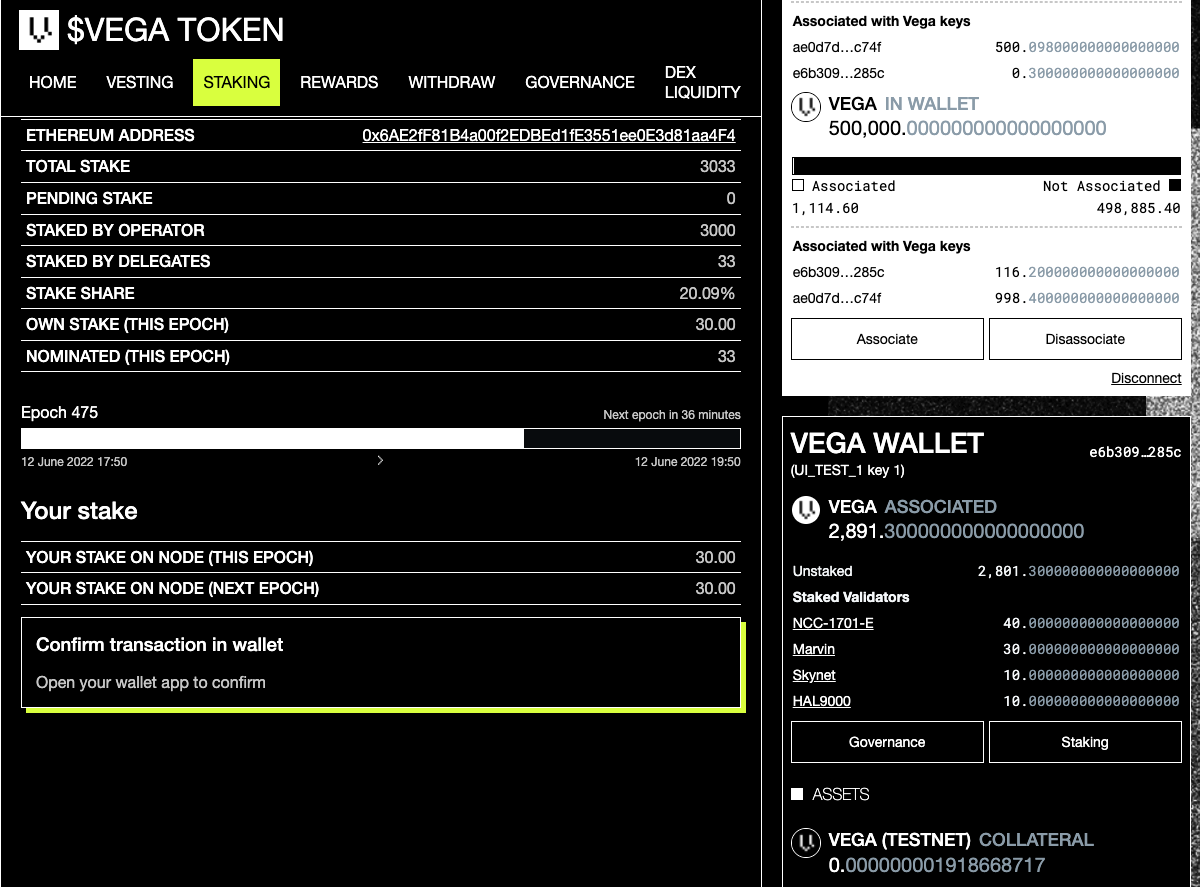 $VEGA TOKEN
HOME VESTING STAKING REWARDS WITHDRAW GOVERNANCE DEX LIQUIDITY
ETHEREUM ADDRESS 0x6AE2fF81B4a00f2EDBEd1fE3551ee0E3d81aa4F4
TOTAL STAKE 3033
PENDING STAKE 0
STAKED BY OPERATOR 3000
STAKED BY DELEGATES 33
STAKE SHARE 20.09%
OWN STAKE (THIS EPOCH) 30.00
NOMINATED (THIS EPOCH) 33
Epoch 475 Next epoch in 36 minutes
12 June 2022 17:50 > 12 June 2022 19:50
Your stake
YOUR STAKE ON NODE (THIS EPOCH) 30.00
YOUR STAKE ON NODE (NEXT EPOCH) 30.00
Confirm transaction in wallet
Open your wallet app to confirm
Associated with Vega keys
ae0d7d…c74f 500.098000000000000000
e6b309…285c 0.300000000000000000
VEGA IN WALLET
500,000.000000000000000000
Associated Not Associated
1,114.60 498,885.40
Associated with Vega keys
e6b309…285c 116.200000000000000000
ae0d7d…c74f 998.400000000000000000
Associate Disassociate
Disconnect
VEGA WALLET e6b309…285c
(UI_TEST_1 key 1)
VEGA ASSOCIATED
2,891.300000000000000000
Unstaked 2,801.300000000000000000
Staked Validators
NCC-1701-E 40.000000000000000000
Marvin 30.000000000000000000
Skynet 10.000000000000000000
HAL9000 10.000000000000000000
Governance Staking
ASSETS
VEGA (TESTNET) COLLATERAL
0.000000001918668717